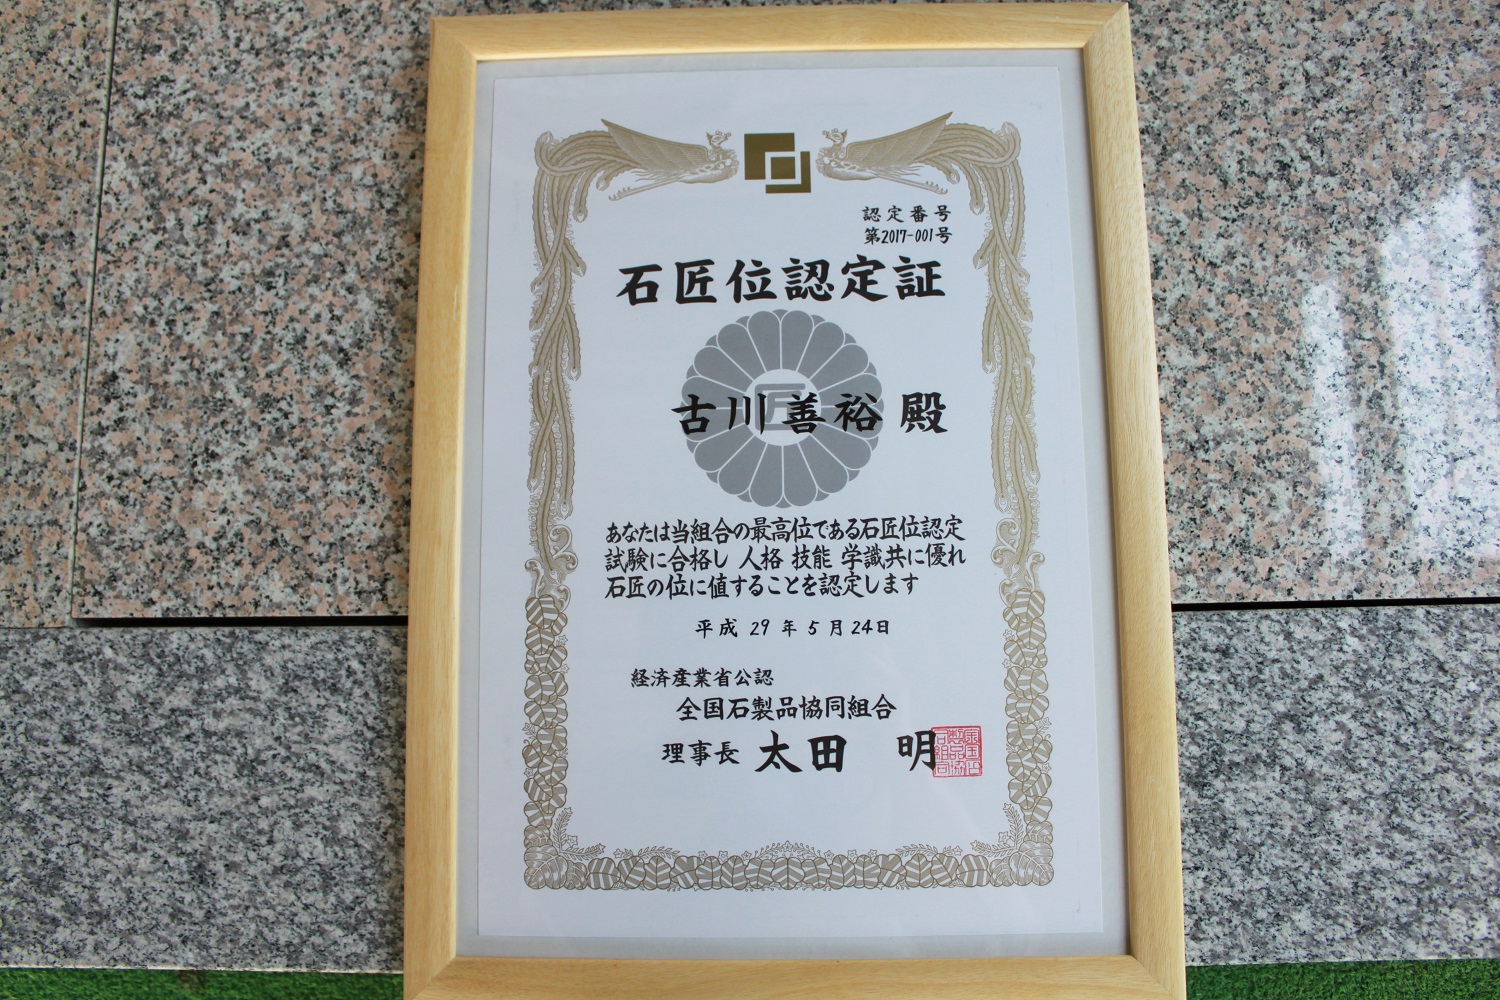 認定番号
第2017-001号
石匠位認定証
匠
古川善裕 殿
あなたは当組合の最高位である石匠位認定
試験に合格し 人格 技能 学識共に優れ
石匠の位に値することを認定します
平成 29 年 5 月 24日
経済産業省公認
全国石製品協同組合
理事長 太田 明